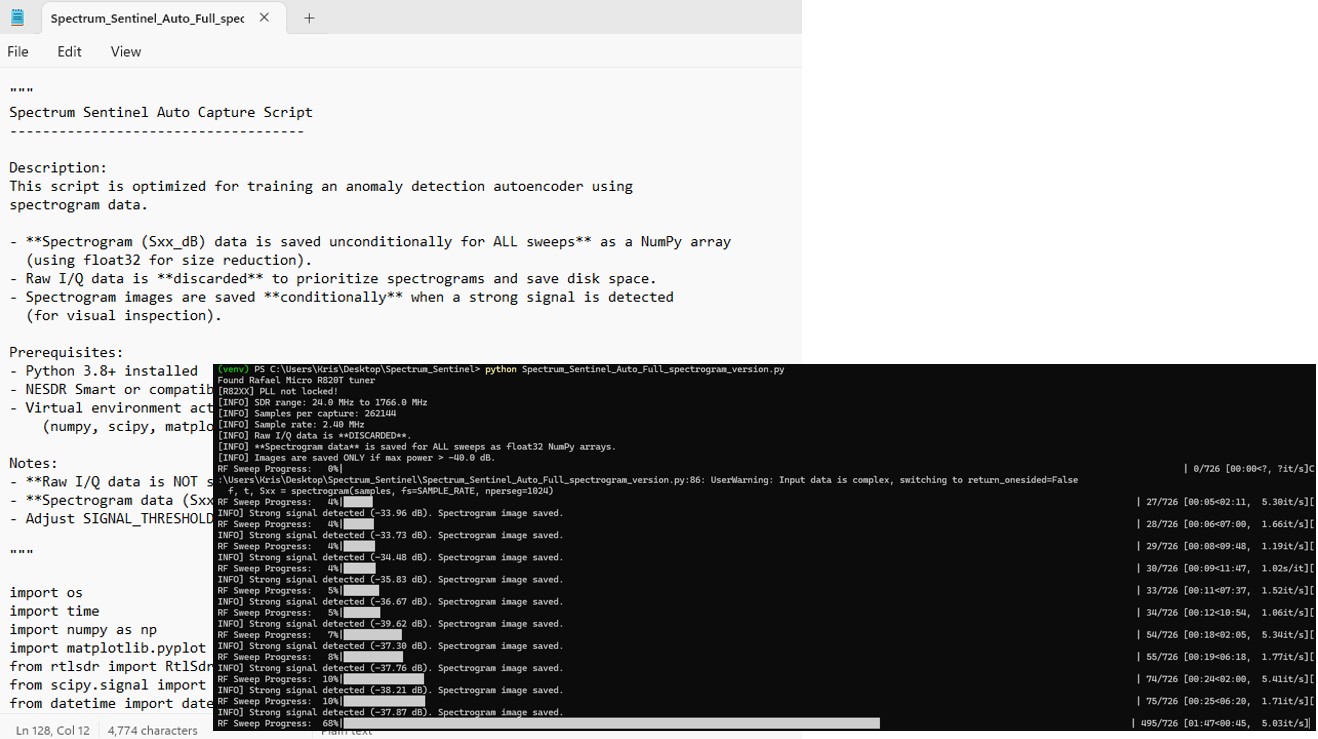 Spectrum_Sentinel_Auto_Full_spec
File Edit View
"""
Spectrum Sentinel Auto Capture Script
------------------------------------
Description:
This script is optimized for training an anomaly detection autoencoder using
spectrogram data.
- **Spectrogram (Sxx_dB) data is saved unconditionally for ALL sweeps** as a NumPy array
(using float32 for size reduction).
- Raw I/Q data is **discarded** to prioritize spectrograms and save disk space.
- Spectrogram images are saved **conditionally** when a strong signal is detected
(for visual inspection).
Prerequisites:
- Python 3.8+ installed
- NESDR Smart or compatib
- Virtual environment act
(numpy, scipy, matplo
Notes:
- **Raw I/Q data is NOT s
- **Spectrogram data (Sxx
- Adjust SIGNAL_THRESHOLD
"""
import os
import time
import numpy as np
import matplotlib.pyplot
from rtlsdr import RtlSdr
from scipy.signal import
from datetime import date
Ln 128, Col 12 4,774 characters Plain text
(venv) PS C:\Users\Kris\Desktop\Spectrum_Sentinel> python Spectrum_Sentinel_Auto_Full_spectrogram_version.py
Found Rafael Micro R820T tuner
[R82XX] PLL not locked!
[INFO] SDR range: 24.0 MHz to 1766.0 MHz
[INFO] Samples per capture: 262144
[INFO] Sample rate: 2.40 MHz
[INFO] Raw I/Q data is **DISCARDED**.
[INFO] **Spectrogram data** is saved for ALL sweeps as float32 NumPy arrays.
[INFO] Images are saved ONLY if max power > -40.0 dB.
RF Sweep Progress: 0%| | 0/726 [00:00<?, ?it/s]C
:\Users\Kris\Desktop\Spectrum_Sentinel\Spectrum_Sentinel_Auto_Full_spectrogram_version.py:86: UserWarning: Input data is complex, switching to return_onesided=False
f, t, Sxx = spectrogram(samples, fs=SAMPLE_RATE, nperseg=1024)
RF Sweep Progress: 4%| | 27/726 [00:05<02:11, 5.30it/s][
INFO] Strong signal detected (-33.96 dB). Spectrogram image saved.
RF Sweep Progress: 4%| | 28/726 [00:06<07:00, 1.66it/s][
INFO] Strong signal detected (-33.73 dB). Spectrogram image saved.
RF Sweep Progress: 4%| | 29/726 [00:08<09:48, 1.19it/s][
INFO] Strong signal detected (-34.48 dB). Spectrogram image saved.
RF Sweep Progress: 4%| | 30/726 [00:09<11:47, 1.02s/it][
INFO] Strong signal detected (-35.83 dB). Spectrogram image saved.
RF Sweep Progress: 5%| | 33/726 [00:11<07:37, 1.52it/s][
INFO] Strong signal detected (-36.67 dB). Spectrogram image saved.
RF Sweep Progress: 5%| | 34/726 [00:12<10:54, 1.06it/s][
INFO] Strong signal detected (-39.62 dB). Spectrogram image saved.
RF Sweep Progress: 7%| | 54/726 [00:18<02:05, 5.34it/s][
INFO] Strong signal detected (-37.30 dB). Spectrogram image saved.
RF Sweep Progress: 8%| | 55/726 [00:19<06:18, 1.77it/s][
INFO] Strong signal detected (-37.76 dB). Spectrogram image saved.
RF Sweep Progress: 10%| | 74/726 [00:24<02:00, 5.41it/s][
INFO] Strong signal detected (-38.21 dB). Spectrogram image saved.
RF Sweep Progress: 10%| | 75/726 [00:25<06:20, 1.71it/s][
INFO] Strong signal detected (-37.87 dB). Spectrogram image saved.
RF Sweep Progress: 68%| | 495/726 [01:47<00:45, 5.03it/s]